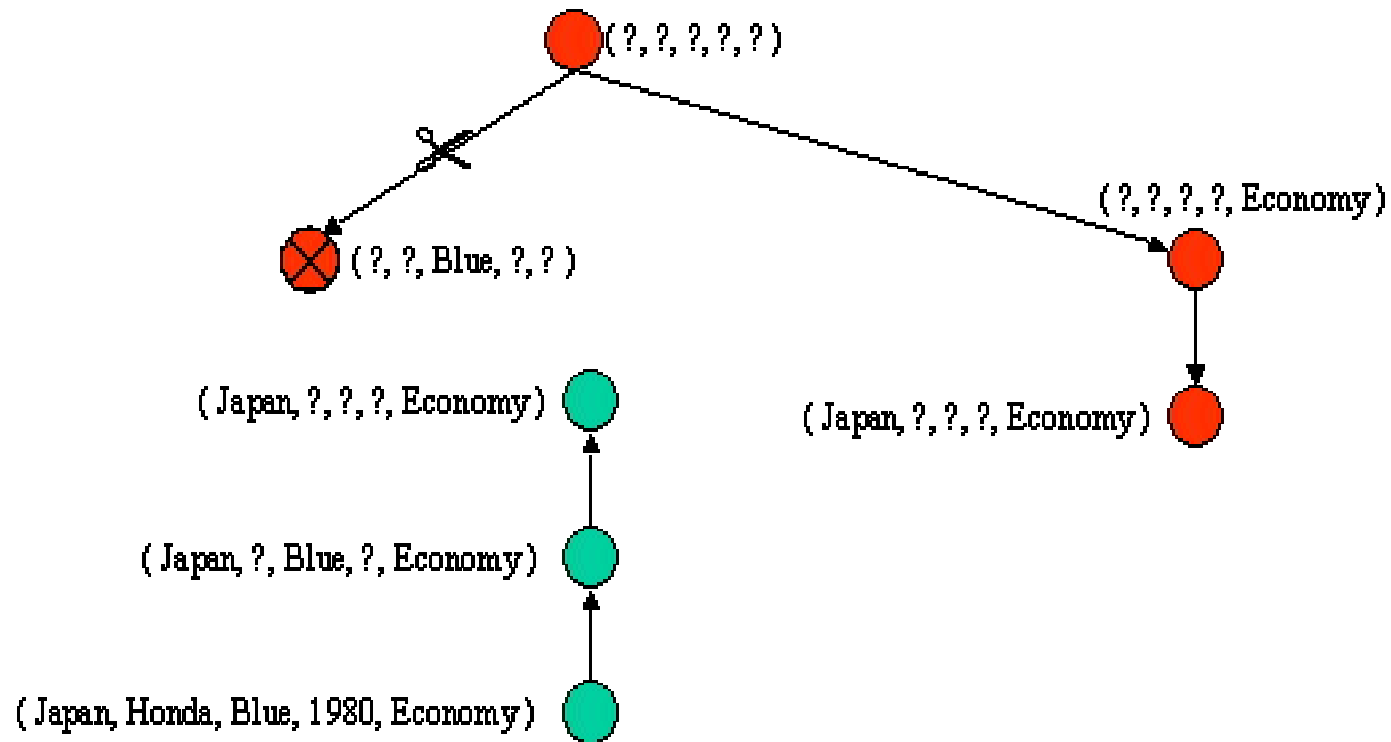 (?, ?, ?, ?, ?)
(?, ?, ?, ?, Economy)
(?, ?, Blue, ?, ?)
(Japan, ?, ?, ?, Economy)
(Japan, ?, ?, ?, Economy)
(Japan, ?, Blue, ?, Economy)
(Japan, Honda, Blue, 1980, Economy)